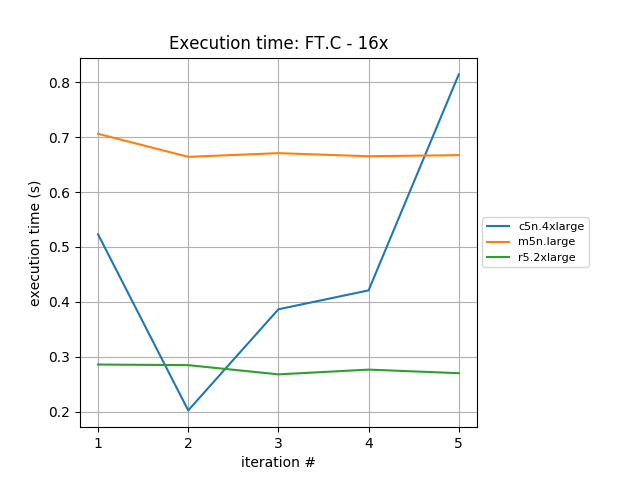 Execution time: FT.C - 16x
0.8
0.7
0.6
0.5
0.4
0.3
0.2
execution time (s)
1 2 3 4 5
iteration #
c5n.4xlarge
m5n.large
r5.2xlarge